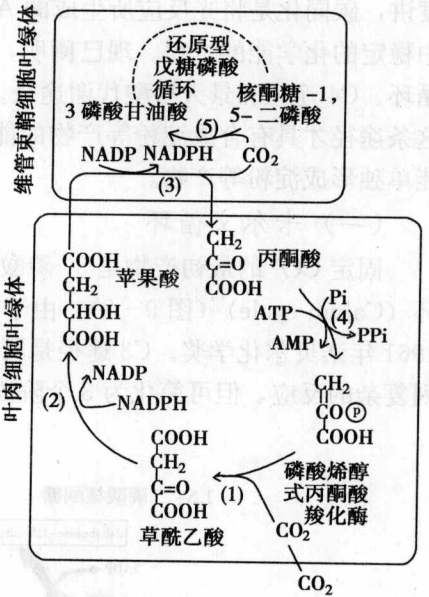 维管束鞘细胞叶绿体
还原型
戊糖磷酸
循环
核酮糖-1,
5-二磷酸
3磷酸甘油酸
(5)
NADP NADPH
CO₂
(3)
叶肉细胞叶绿体
COOH
CH₂
CHOH
COOH
苹果酸
CH₂
C=O
COOH
丙酮酸
Pi
ATP
(4)
PPi
AMP
NADP
(2)
NADPH
CH₂
CO Ⓟ
COOH
COOH
CH₂
C=O
COOH
(1)
磷酸烯醇
式丙酮酸
羧化酶
草酰乙酸
CO₂
CO₂